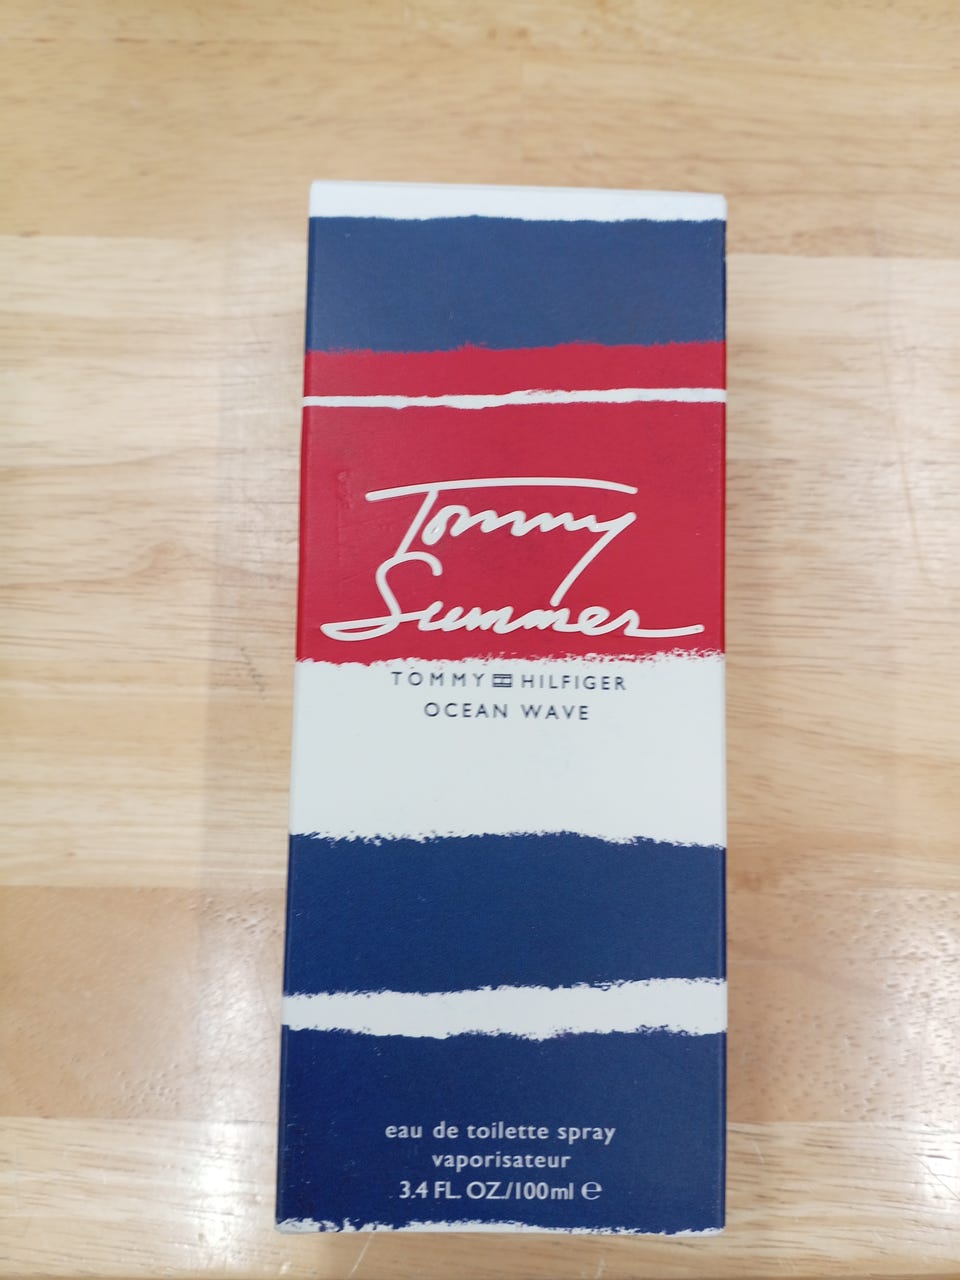 Tommy
Summer
TOMMY HILFIGER
OCEAN WAVE
eau de toilette spray
vaporisateur
3.4 FL. OZ./100ml ℮